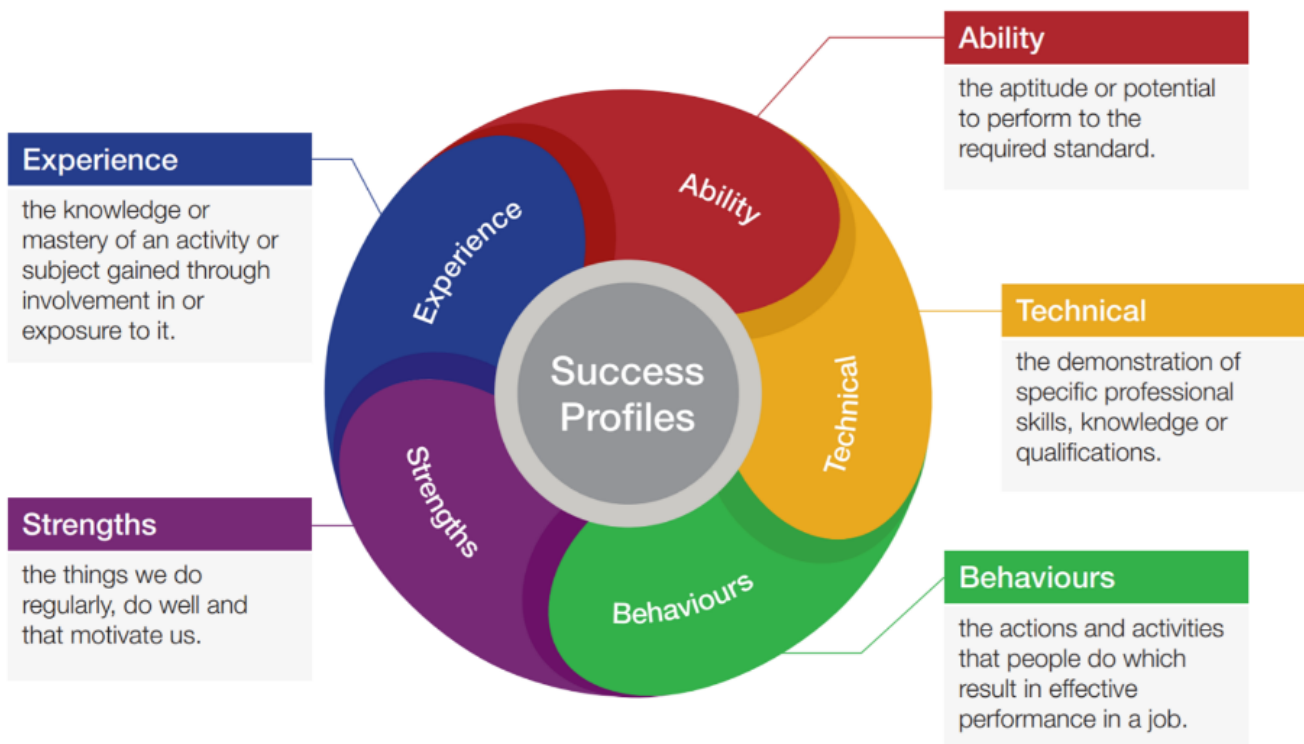 Ability
the aptitude or potential
to perform to the
required standard.
Experience
the knowledge or
mastery of an activity or
subject gained through
involvement in or
exposure to it.
Technical
the demonstration of
specific professional
skills, knowledge or
qualifications.
Strengths
the things we do
regularly, do well and
that motivate us.
Behaviours
the actions and activities
that people do which
result in effective
performance in a job.
Success
Profiles
Ability
Technical
Behaviours
Strengths
Experience